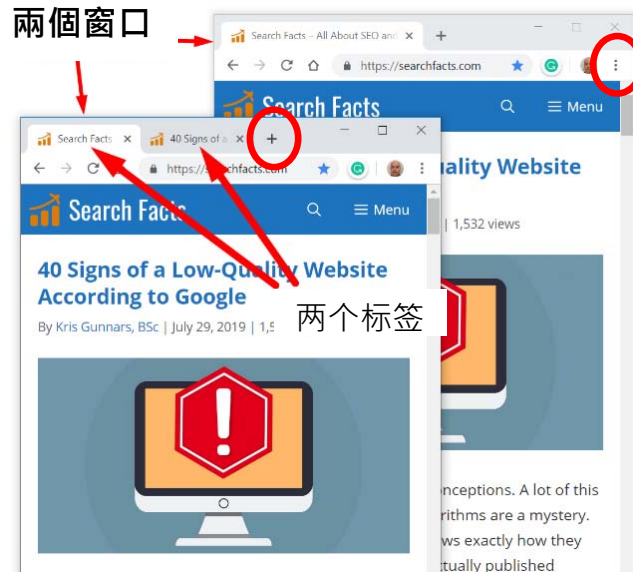 兩個窗口
Search Facts – All About SEO and
https://searchfacts.com
Search Facts
Menu
ality Website
| 1,532 views
Search Facts
40 Signs of a
https://searchfacts.com
Search Facts
Menu
40 Signs of a Low-Quality Website
According to Google
By Kris Gunnars, BSc | July 29, 2019 | 1,5
两个标签
nceptions. A lot of this
rithms are a mystery.
ws exactly how they
tually published